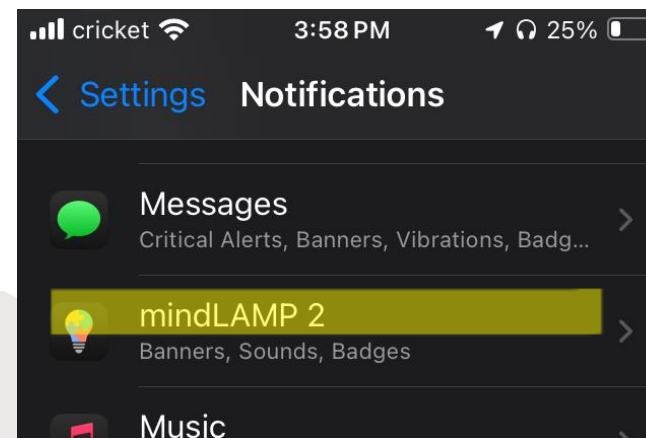 cricket 3:58 PM 25%
Settings Notifications
Messages
Critical Alerts, Banners, Vibrations, Badg...
mindLAMP 2
Banners, Sounds, Badges
Music